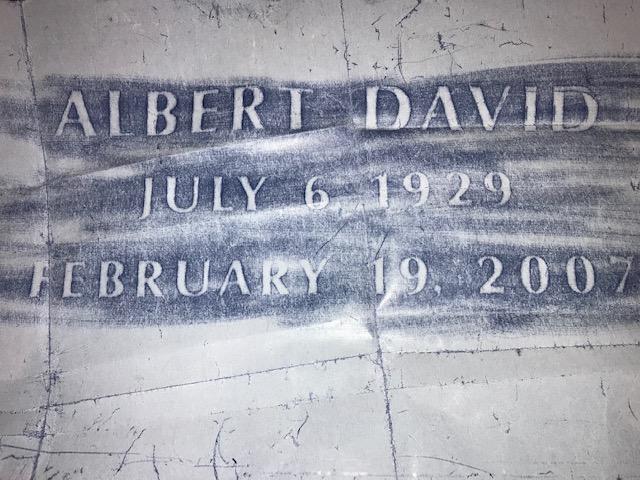 ALBERT DAVID
JULY 6, 1929
FEBRUARY 19, 2007